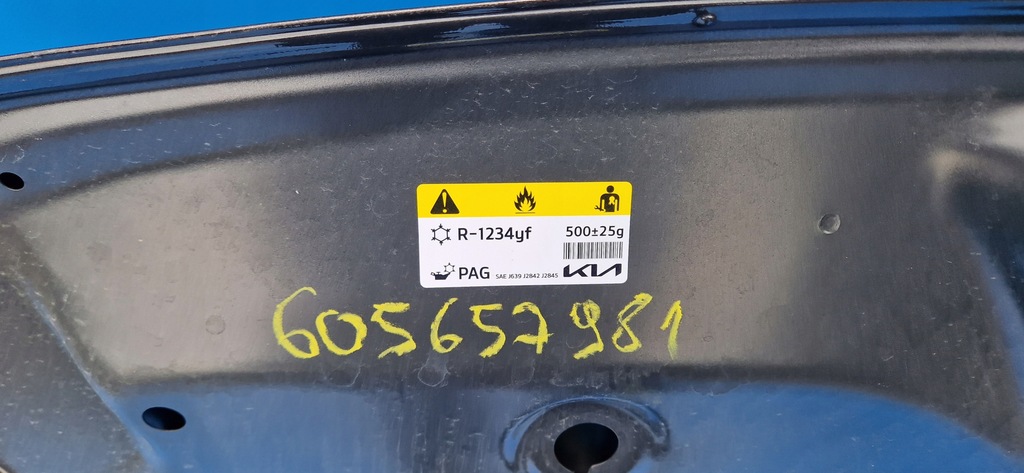 R-1234yf 500±25g
PAG SAE J639 J2842 J2845 KIA
605657981